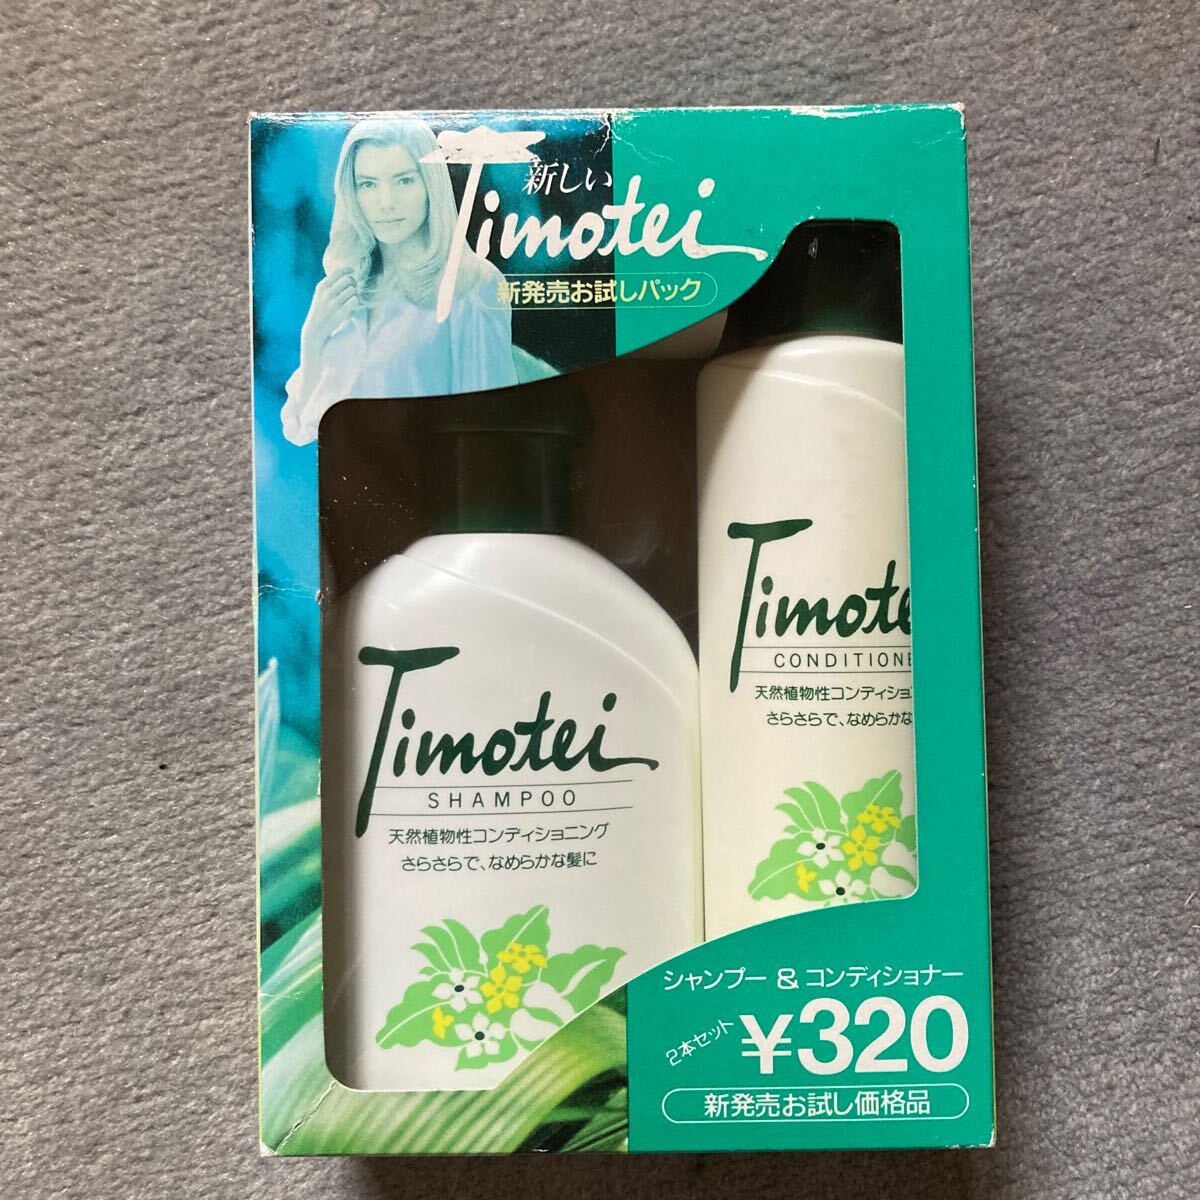 新しい
Timotei
新発売お試しパック
Timotei
SHAMPOO
天然植物性コンディショニング
さらさらで、なめらかな髪に
Timote
CONDITIONE
天然植物性コンディショ
さらさらで、なめらかな
シャンプー & コンディショナー
2本セット ¥320
新発売お試し価格品